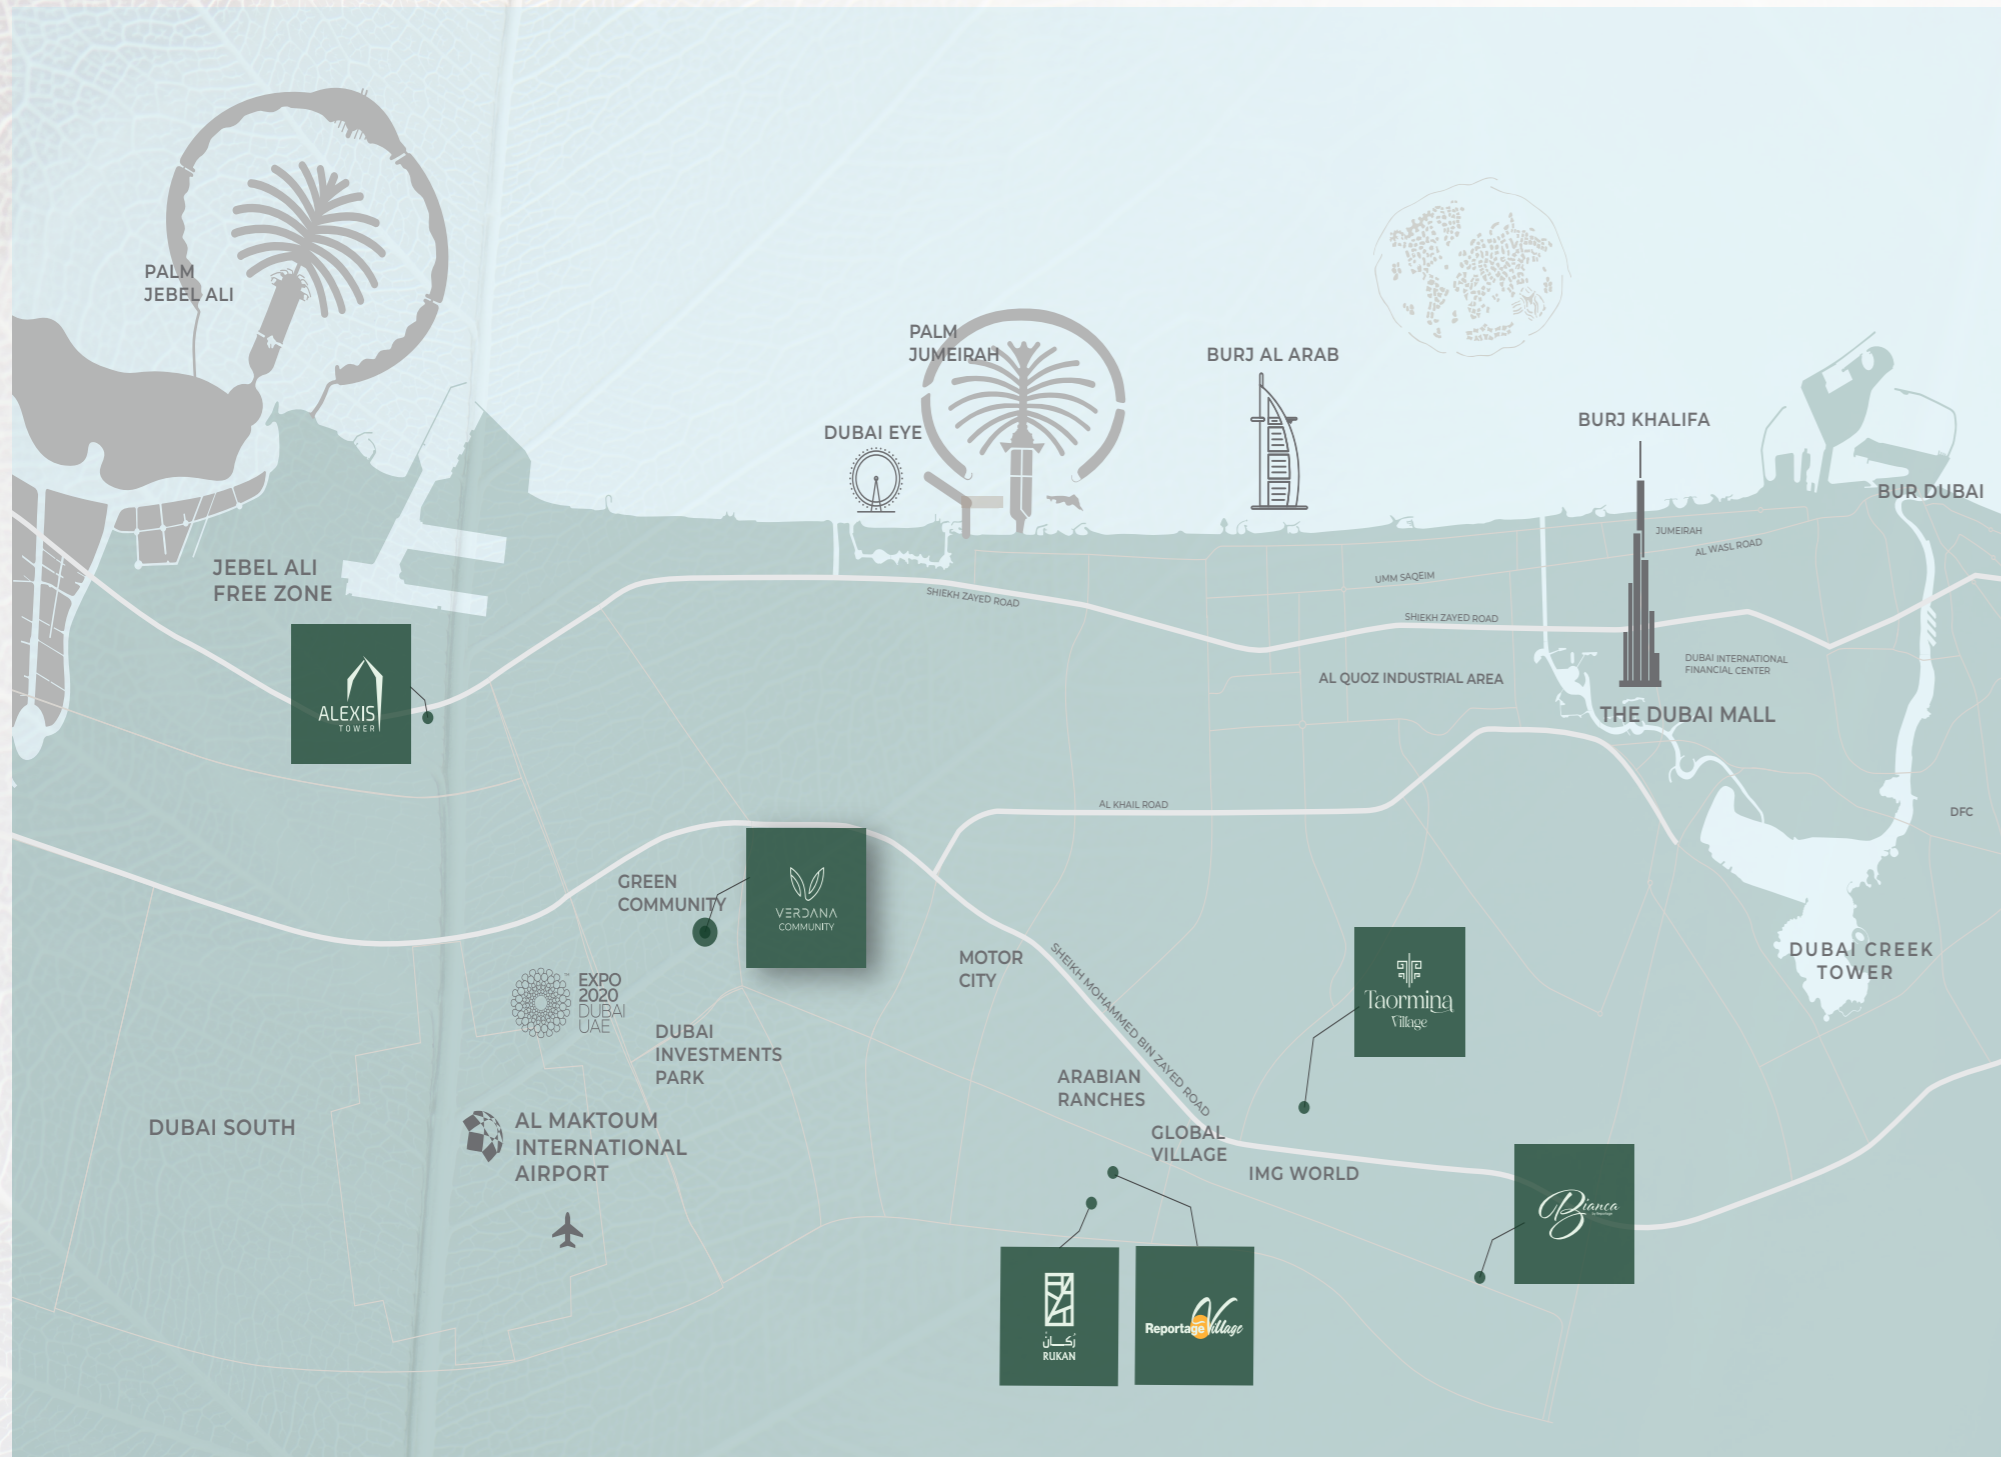 PALM
JEBEL ALI
PALM
JUMEIRAH
BURJ AL ARAB
DUBAI EYE
BURJ KHALIFA
BUR DUBAI
JUMEIRAH
AL WASL ROAD
JEBEL ALI
FREE ZONE
UMM SAQEIM
SHIEKH ZAYED ROAD
SHIEKH ZAYED ROAD
DUBAI INTERNATIONAL
FINANCIAL CENTER
AL QUOZ INDUSTRIAL AREA
ALEXIS
TOWER
THE DUBAI MALL
AL KHAIL ROAD
DFC
GREEN
COMMUNITY
VERDANA
COMMUNITY
MOTOR
CITY
SHEIKH MOHAMMED BIN ZAYED ROAD
DUBAI CREEK
TOWER
EXPO
2020
DUBAI
UAE
TM
Taormina
Village
DUBAI
INVESTMENTS
PARK
ARABIAN
RANCHES
DUBAI SOUTH
AL MAKTOUM
INTERNATIONAL
AIRPORT
GLOBAL
VILLAGE
IMG WORLD
Bianca
رُكــانْ
RUKAN
Reportage Village